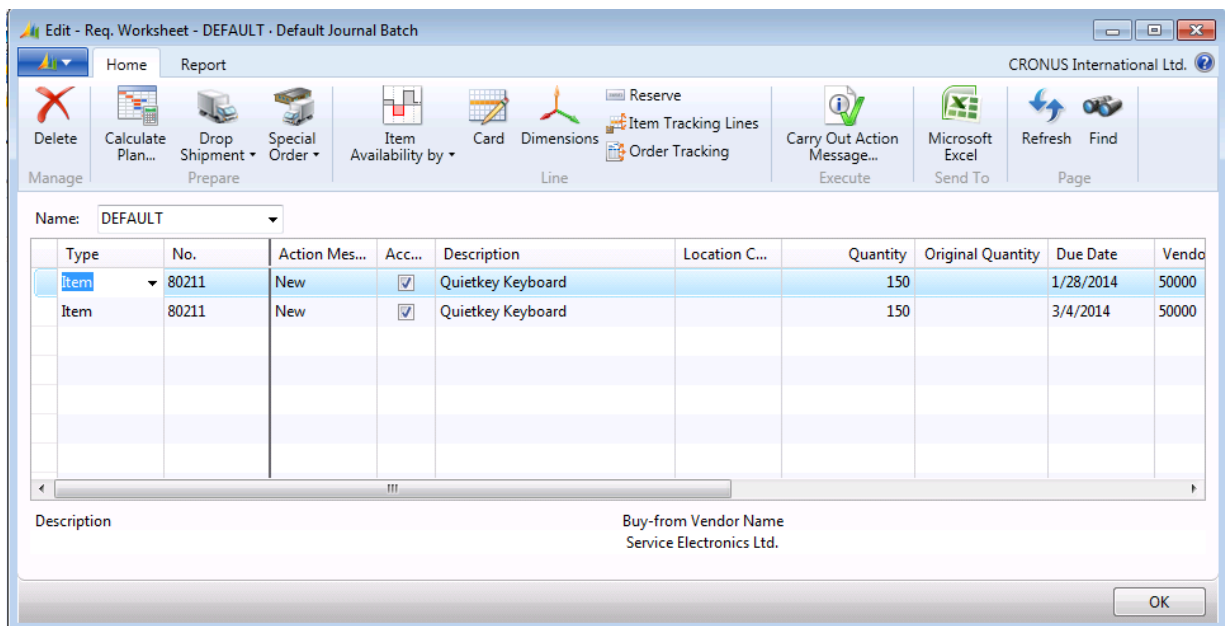 Edit - Req. Worksheet - DEFAULT · Default Journal Batch
Home Report CRONUS International Ltd.
Delete
Calculate Plan...
Drop Shipment
Special Order
Item Availability by
Card
Dimensions
Reserve
Item Tracking Lines
Order Tracking
Carry Out Action Message...
Microsoft Excel
Refresh
Find
Manage Prepare Line Execute Send To Page
Name: DEFAULT
Type No. Action Mes... Acc... Description Location C... Quantity Original Quantity Due Date Vendo
Item 80211 New Quietkey Keyboard 150 1/28/2014 50000
Item 80211 New Quietkey Keyboard 150 3/4/2014 50000
Description Buy-from Vendor Name
Service Electronics Ltd.
OK